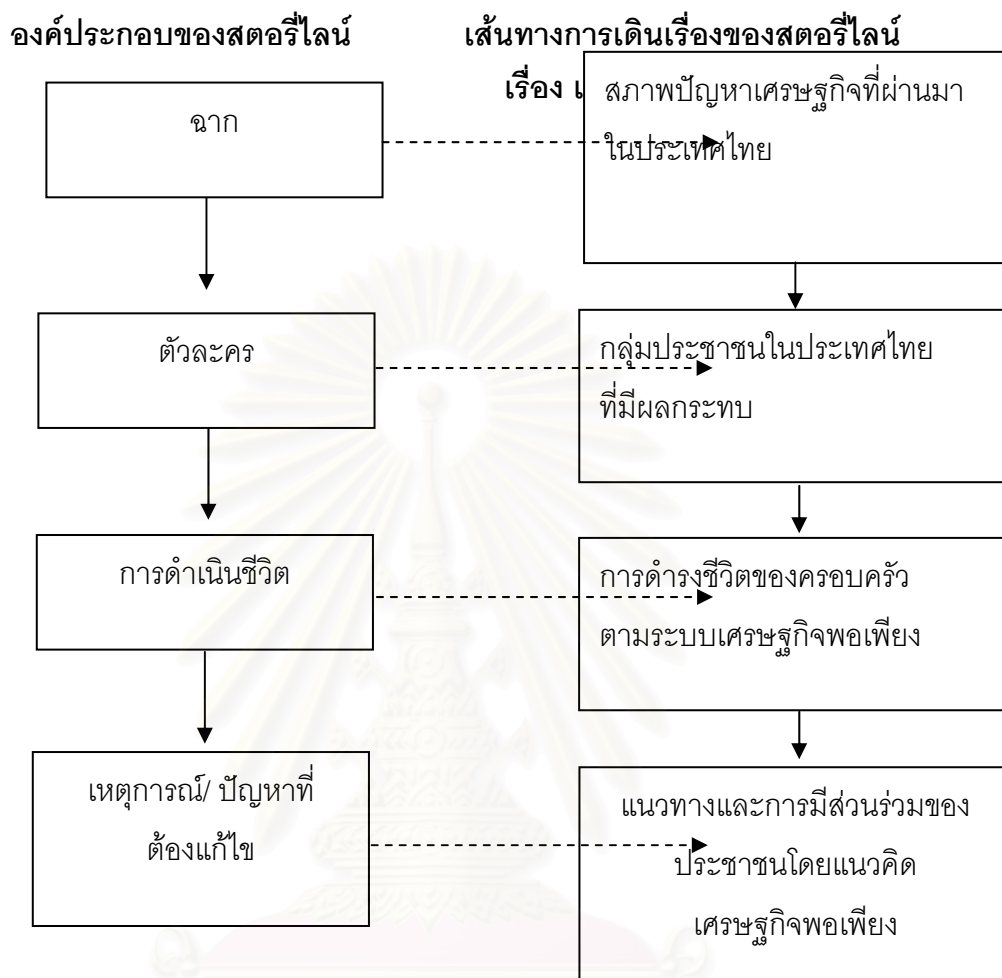 องค์ประกอบของสตอรี่ไลน์
เส้นทางการเดินเรื่องของสตอรี่ไลน์
เรื่อง
ฉาก
สภาพปัญหาเศรษฐกิจที่ผ่านมา
ในประเทศไทย
ตัวละคร
กลุ่มประชาชนในประเทศไทย
ที่มีผลกระทบ
การดำเนินชีวิต
การดำรงชีวิตของครอบครัว
ตามระบบเศรษฐกิจพอเพียง
เหตุการณ์/ ปัญหาที่
ต้องแก้ไข
แนวทางและการมีส่วนร่วมของ
ประชาชนโดยแนวคิด
เศรษฐกิจพอเพียง